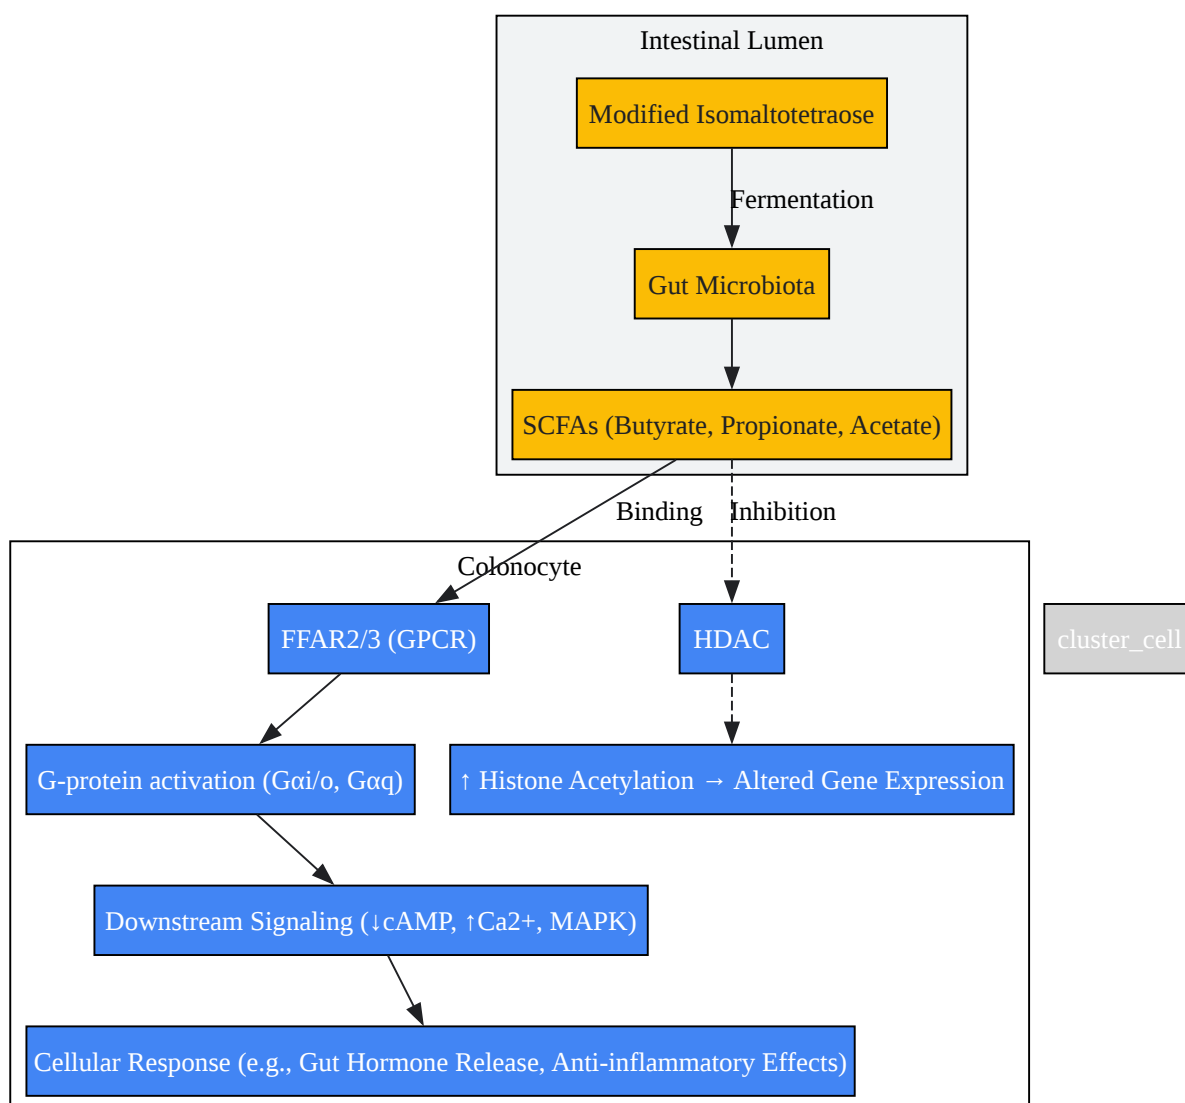 Intestinal Lumen
Modified Isomaltotetraose
Fermentation
Gut Microbiota
SCFAs (Butyrate, Propionate, Acetate)
Binding
Inhibition
Colonocyte
FFAR2/3 (GPCR)
HDAC
cluster_cell
G-protein activation (Gαi/o, Gαq)
↑ Histone Acetylation → Altered Gene Expression
Downstream Signaling (↓cAMP, ↑Ca2+, MAPK)
Cellular Response (e.g., Gut Hormone Release, Anti-inflammatory Effects)